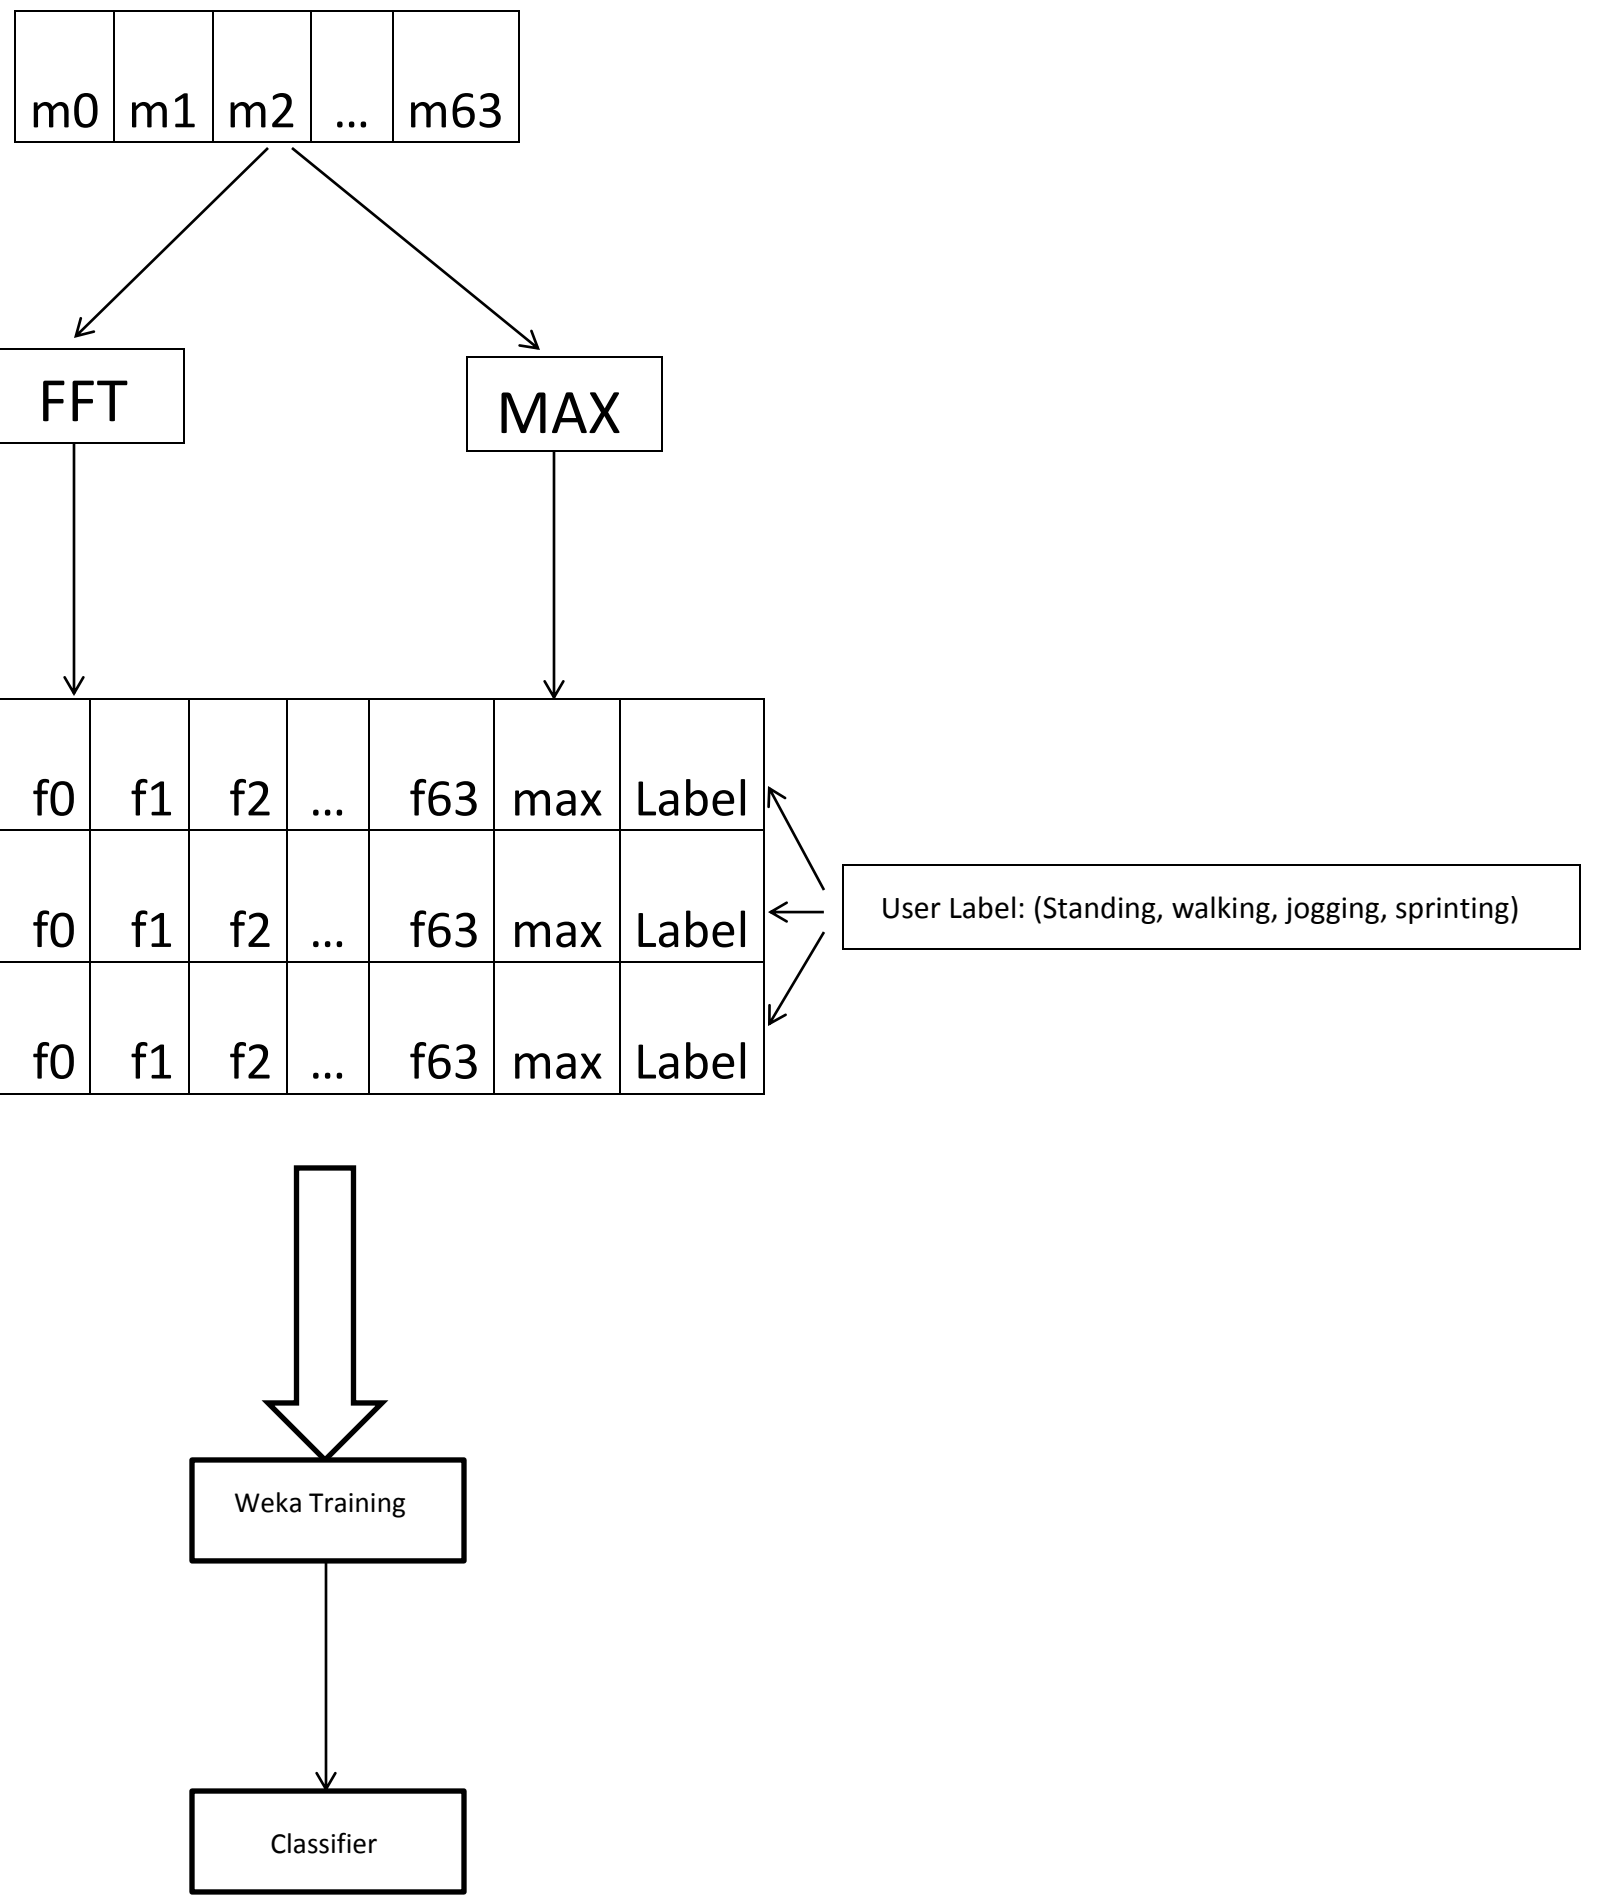 m0 m1 m2 ... m63
FFT
MAX
f0 f1 f2 ... f63 max Label
f0 f1 f2 ... f63 max Label
f0 f1 f2 ... f63 max Label
User Label: (Standing, walking, jogging, sprinting)
Weka Training
Classifier